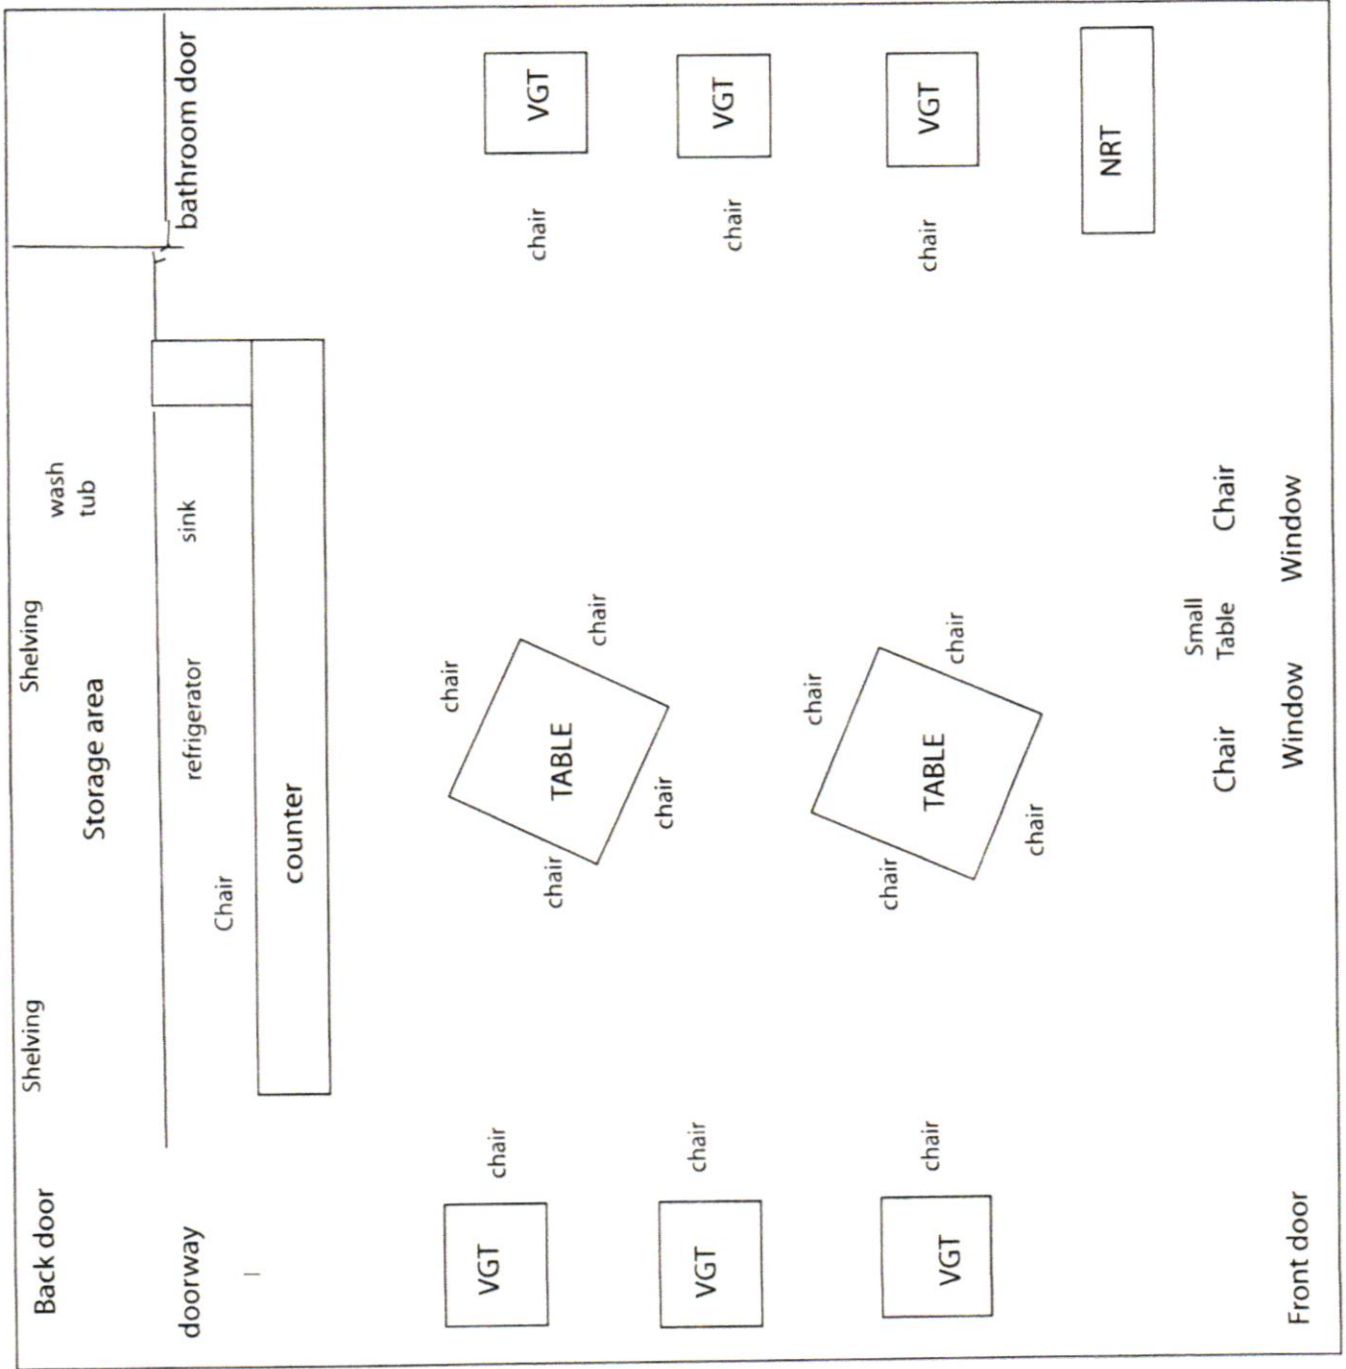 Back door
Shelving
Shelving
wash
tub
Storage area
doorway
refrigerator
sink
bathroom door
Chair
counter
VGT
chair
chair
chair
TABLE
chair
chair
chair
VGT
VGT
chair
chair
VGT
VGT
chair
chair
chair
TABLE
chair
chair
chair
VGT
NRT
Chair
Small
Table
Chair
Front door
Window
Window